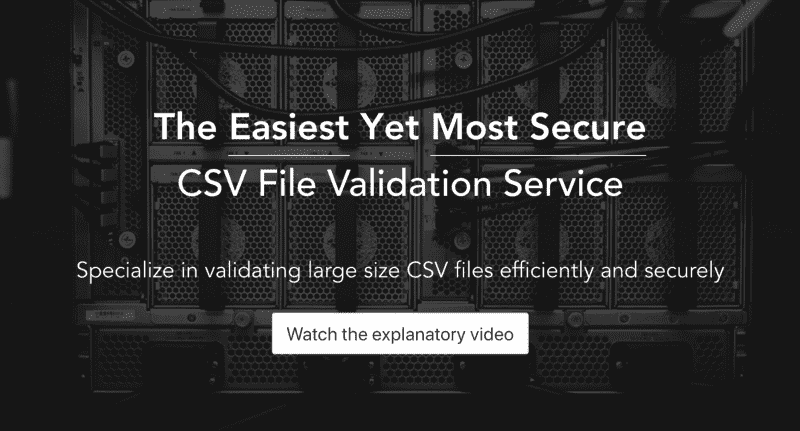 The Easiest Yet Most Secure
CSV File Validation Service
Specialize in validating large size CSV files efficiently and securely
Watch the explanatory video